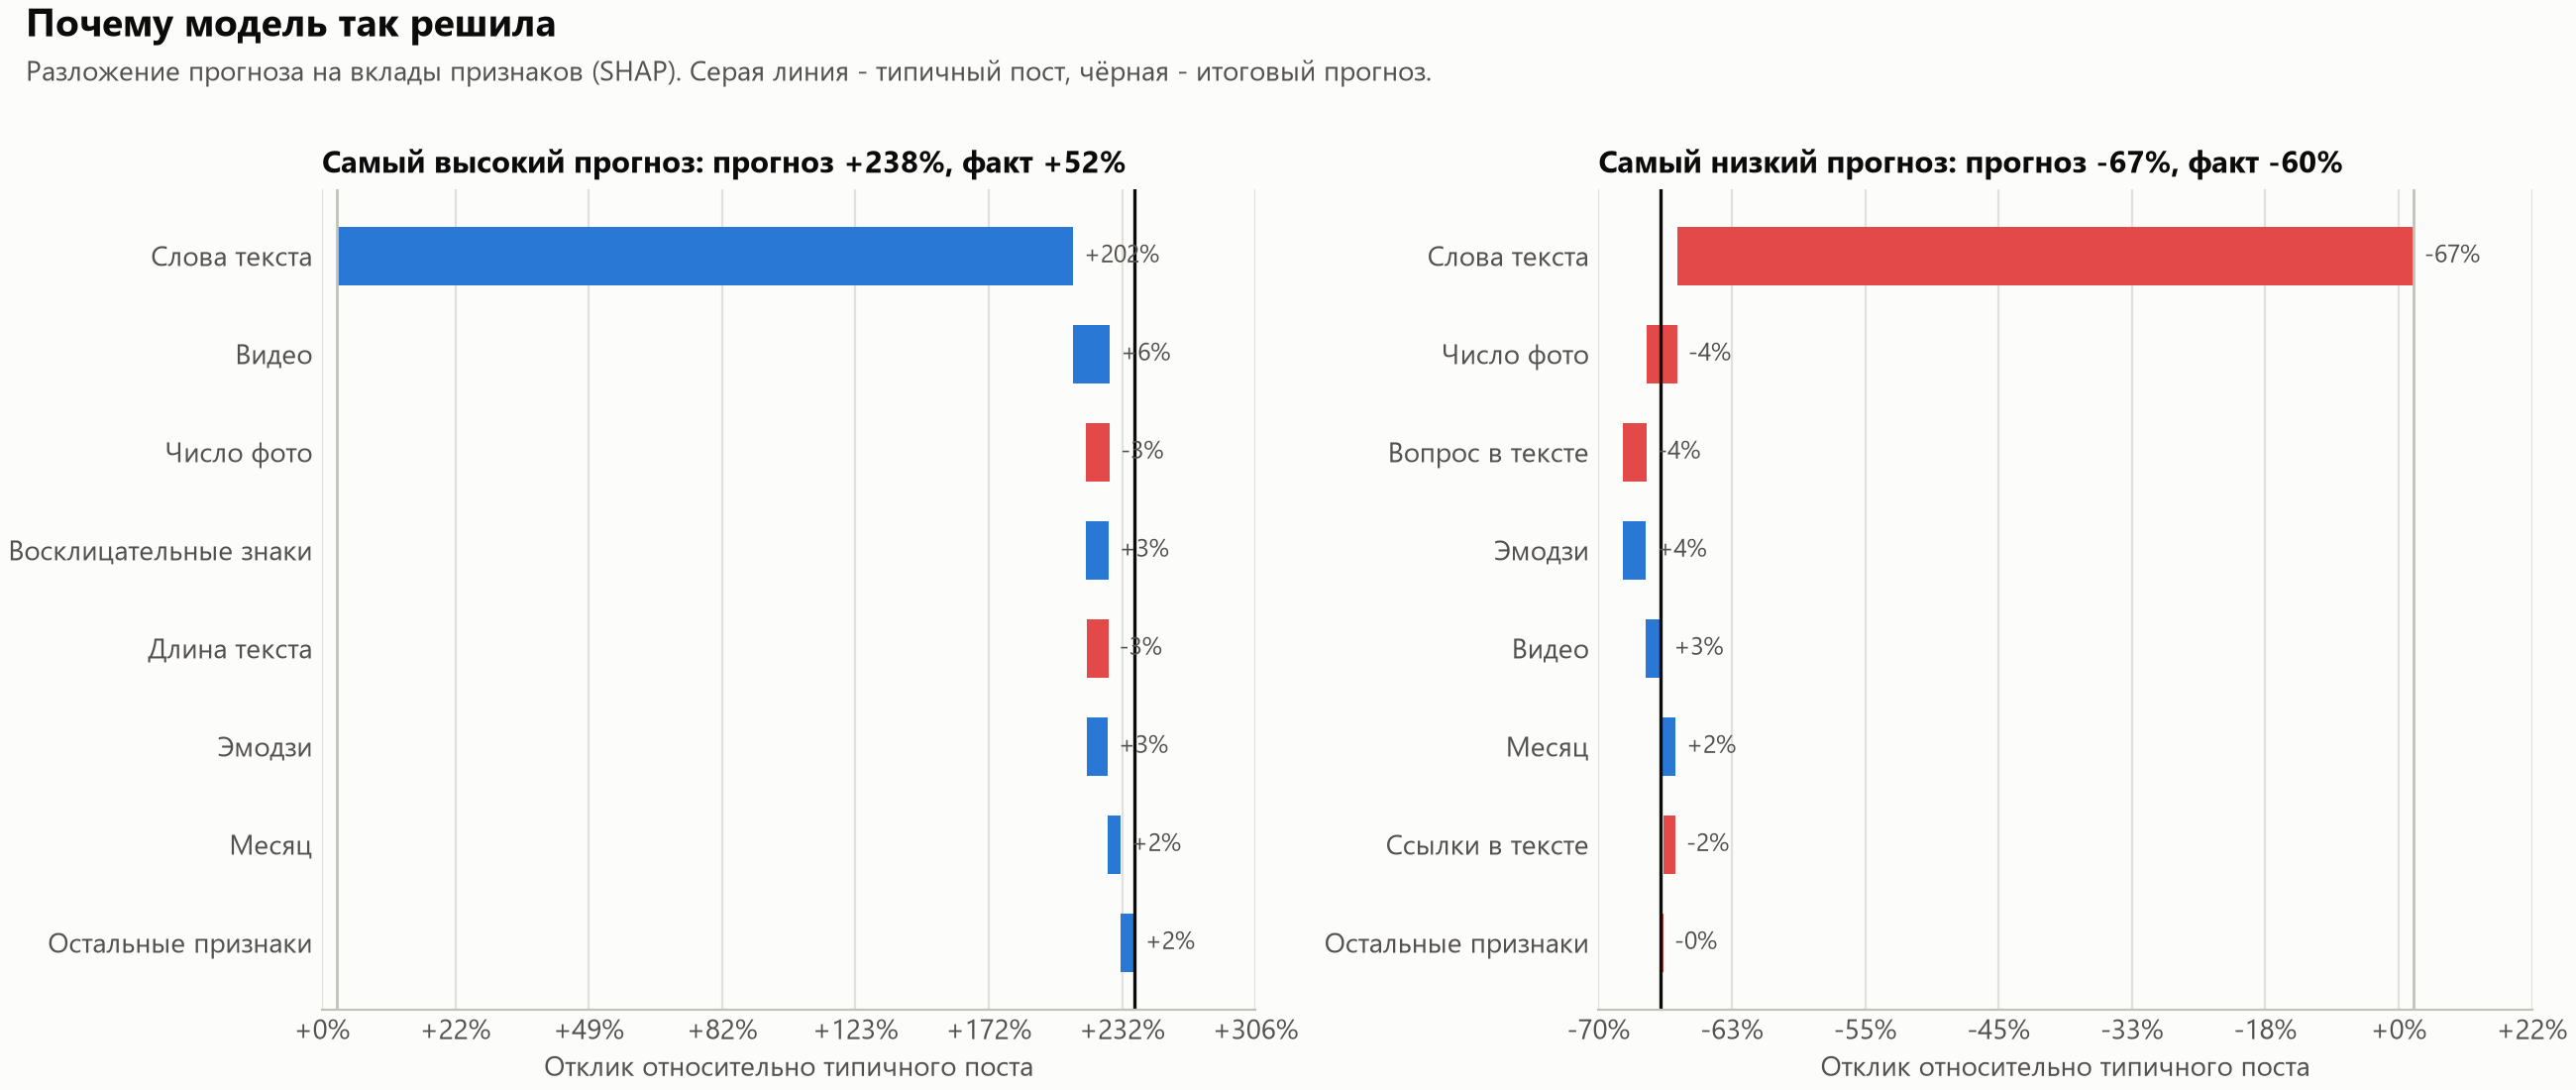 Почему модель так решила
Разложение прогноза на вклады признаков (SHAP). Серая линия - типичный пост, чёрная - итоговый прогноз.
Самый высокий прогноз: прогноз +238%, факт +52%
Слова текста
+202%
Видео
+6%
Число фото
-3%
Восклицательные знаки
+3%
Длина текста
-3%
Эмодзи
+3%
Месяц
+2%
Остальные признаки
+2%
+0% +22% +49% +82% +123% +172% +232% +306%
Отклик относительно типичного поста
Самый низкий прогноз: прогноз -67%, факт -60%
Слова текста
-67%
Число фото
-4%
Вопрос в тексте
-4%
Эмодзи
+4%
Видео
+3%
Месяц
+2%
Ссылки в тексте
-2%
Остальные признаки
-0%
-70% -63% -55% -45% -33% -18% +0% +22%
Отклик относительно типичного поста